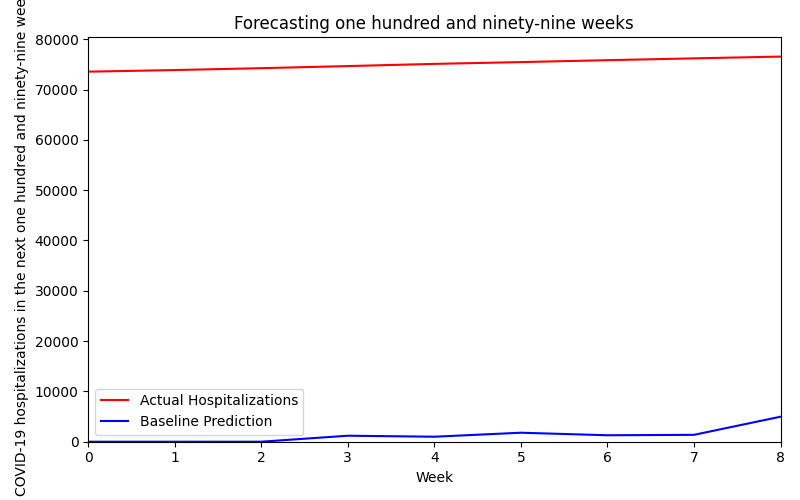 Forecasting one hundred and ninety-nine weeks
COVID-19 hospitalizations in the next one hundred and ninety-nine
80000
70000
60000
50000
40000
30000
20000
10000
0
Actual Hospitalizations
Baseline Prediction
0 1 2 3 4 5 6 7 8
Week